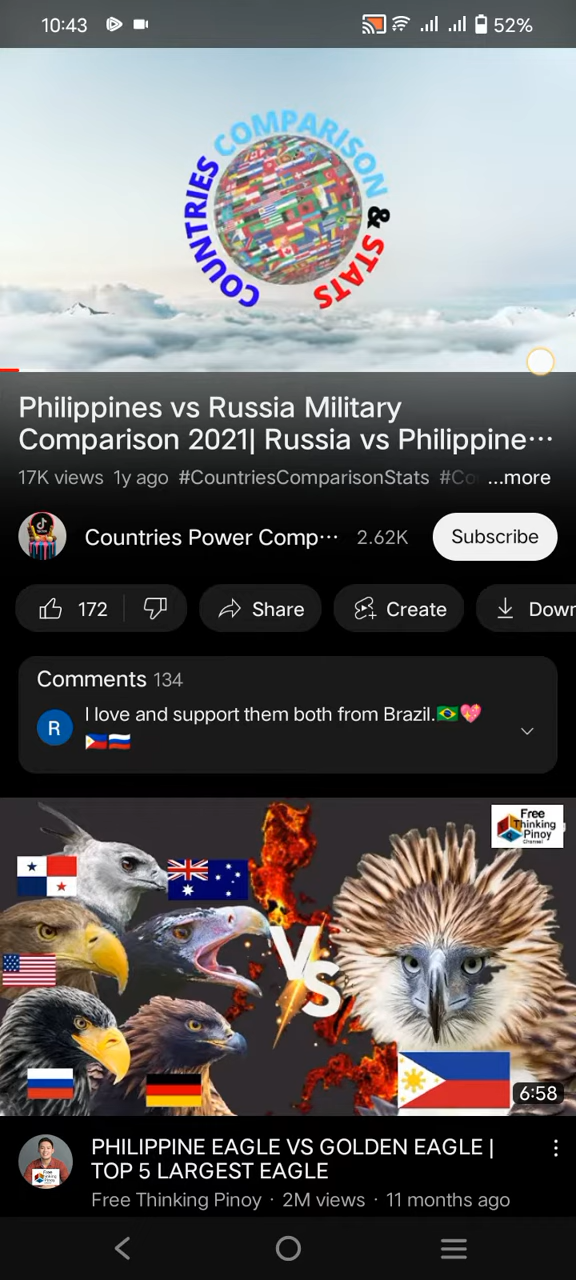 10:43
52%
COUNTRIES COMPARISON & STATS
Philippines vs Russia Military
Comparison 2021| Russia vs Philippine...
17K views 1y ago #CountriesComparisonStats #Co ...more
Countries Power Comp... 2.62K Subscribe
172 Share Create Down
Comments 134
R I love and support them both from Brazil.🇧🇷💖
🇵🇭🇷🇺
Free
Thinking
Pinoy
Channel
VS
6:58
PHILIPPINE EAGLE VS GOLDEN EAGLE |
TOP 5 LARGEST EAGLE
Free Thinking Pinoy · 2M views · 11 months ago